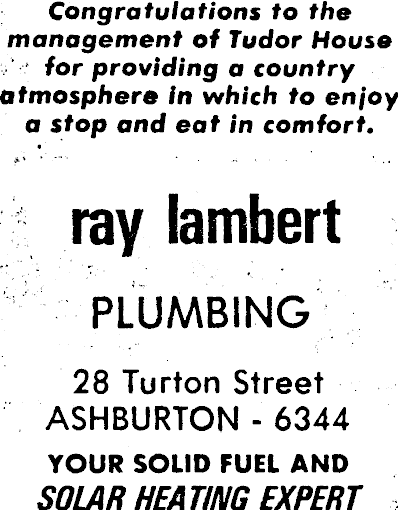 Congratulations to the
management of Tudor House
for providing a country
atmosphere in which to enjoy
a stop and eat in comfort.
ray lambert
PLUMBING
28 Turton Street
ASHBURTON - 6344
YOUR SOLID FUEL AND
SOLAR HEATING EXPERT